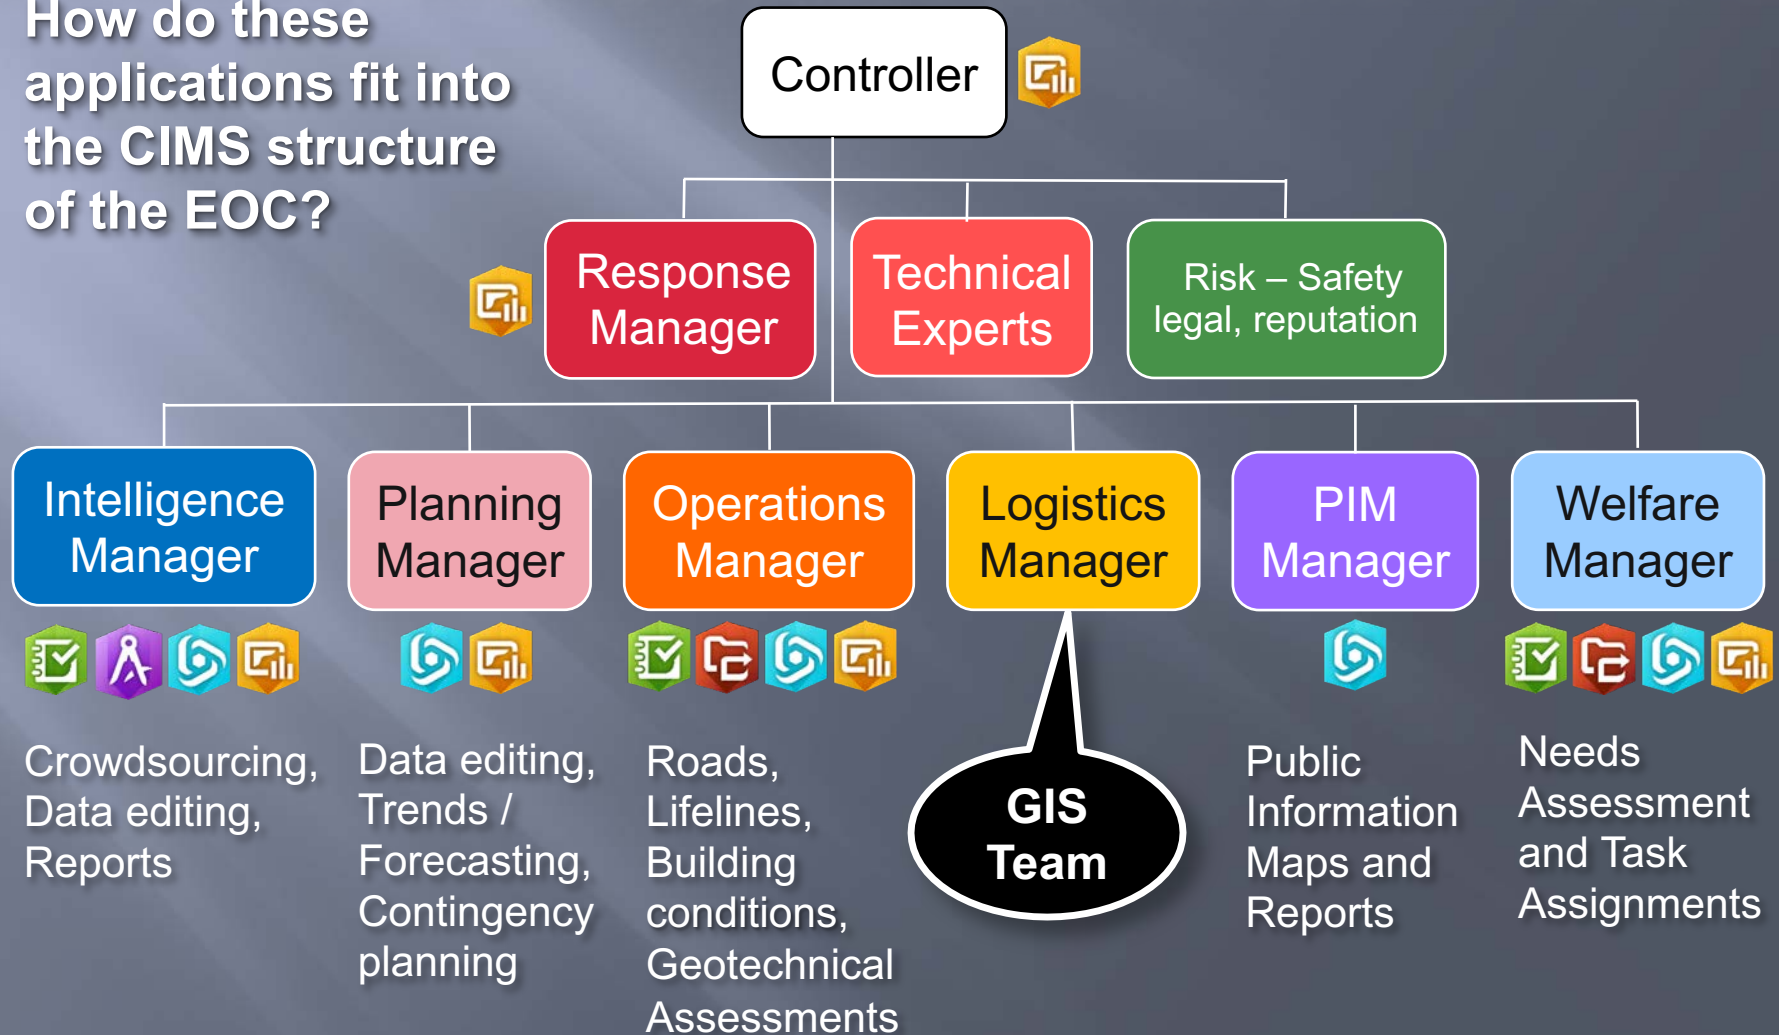 How do these
applications fit into
the CIMS structure
of the EOC?
Controller
Response
Manager
Technical
Experts
Risk – Safety
legal, reputation
Intelligence
Manager
Planning
Manager
Operations
Manager
Logistics
Manager
PIM
Manager
Welfare
Manager
Crowdsourcing,
Data editing,
Reports
Data editing,
Trends /
Forecasting,
Contingency
planning
Roads,
Lifelines,
Building
conditions,
Geotechnical
Assessments
GIS
Team
Public
Information
Maps and
Reports
Needs
Assessment
and Task
Assignments